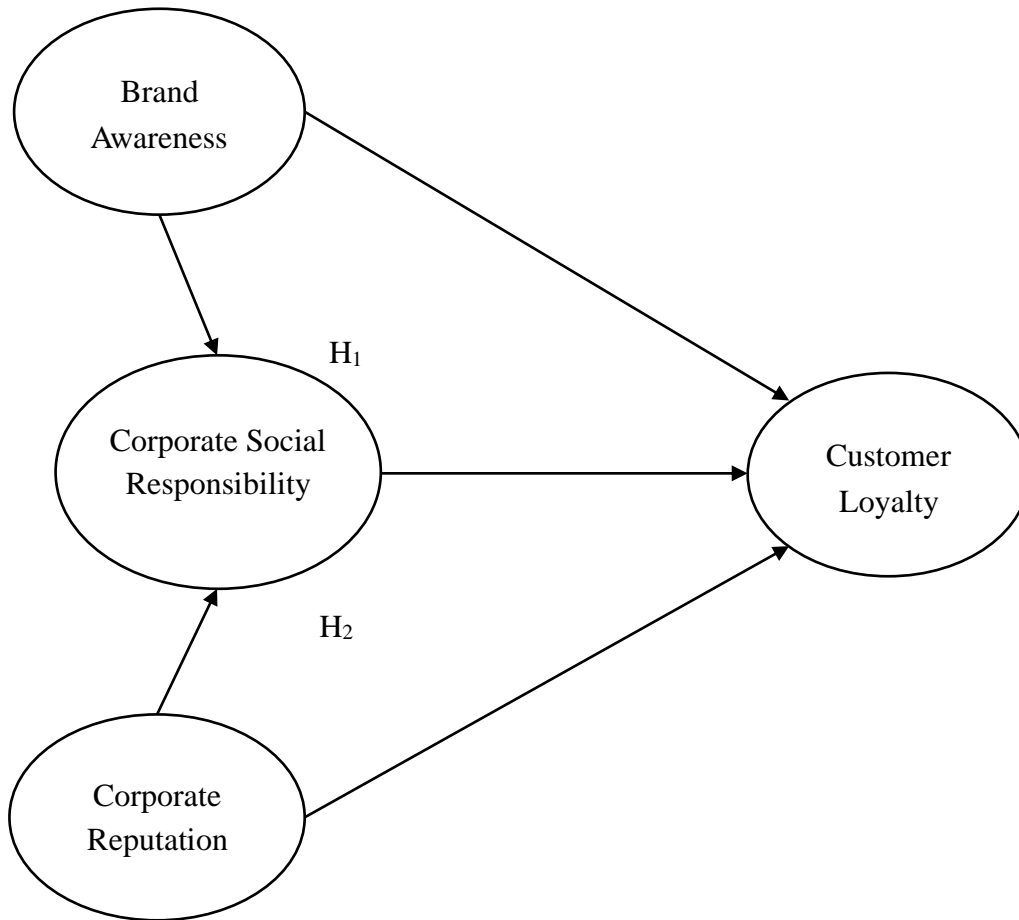 Brand
Awareness
H₁
Corporate Social
Responsibility
Customer
Loyalty
H₂
Corporate
Reputation